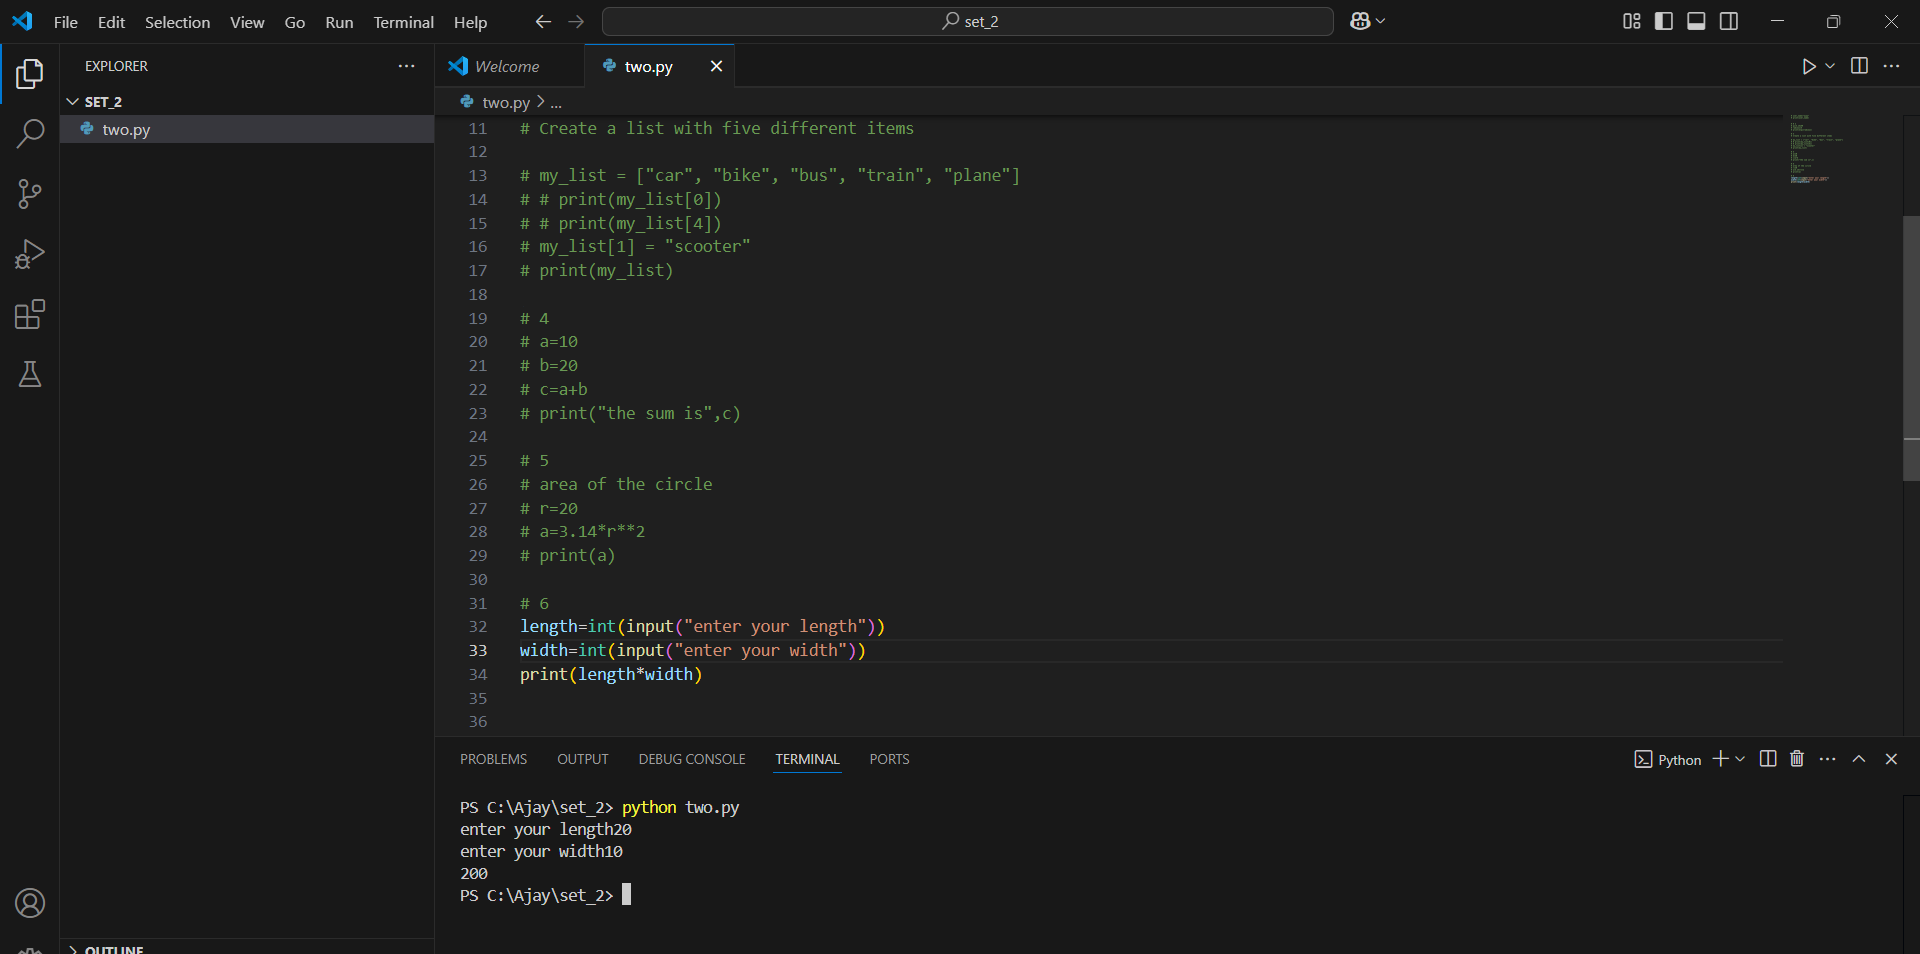 File Edit Selection View Go Run Terminal Help
set_2
EXPLORER
SET_2
two.py
Welcome
two.py
two.py > ...
11 # Create a list with five different items
12
13 # my_list = ["car", "bike", "bus", "train", "plane"]
14 # # print(my_list[0])
15 # # print(my_list[4])
16 # my_list[1] = "scooter"
17 # print(my_list)
18
19 # 4
20 # a=10
21 # b=20
22 # c=a+b
23 # print("the sum is",c)
24
25 # 5
26 # area of the circle
27 # r=20
28 # a=3.14*r**2
29 # print(a)
30
31 # 6
32 length=int(input("enter your length"))
33 width=int(input("enter your width"))
34 print(length*width)
35
36
PROBLEMS OUTPUT DEBUG CONSOLE TERMINAL PORTS
Python
PS C:\Ajay\set_2> python two.py
enter your length20
enter your width10
200
PS C:\Ajay\set_2>
OUTLINE